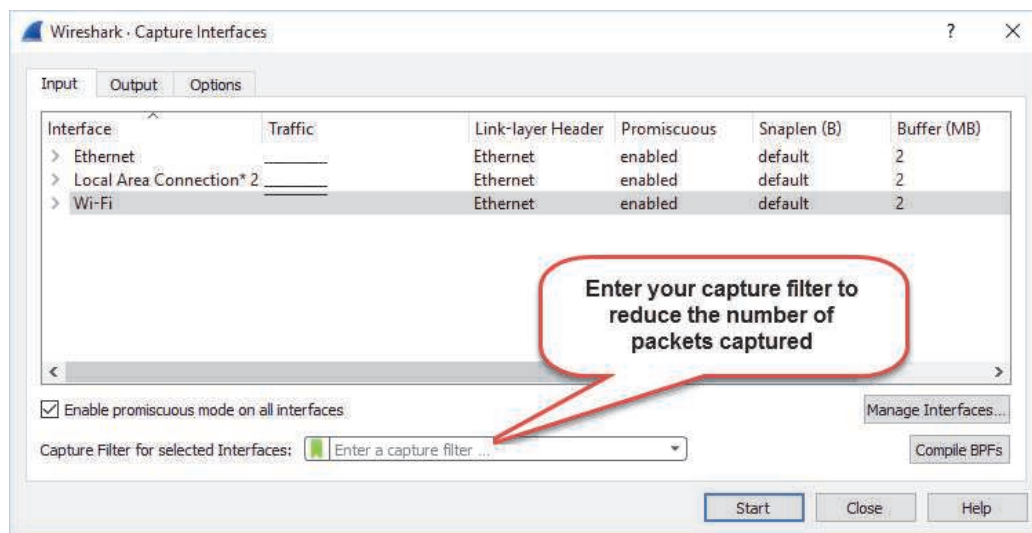 Wireshark · Capture Interfaces ? ×
Input Output Options
Interface Traffic Link-layer Header Promiscuous Snaplen (B) Buffer (MB)
Ethernet Ethernet enabled default 2
Local Area Connection* 2 Ethernet enabled default 2
Wi-Fi Ethernet enabled default 2
Enter your capture filter to
reduce the number of
packets captured
Enable promiscuous mode on all interfaces Manage Interfaces...
Capture Filter for selected Interfaces: Enter a capture filter ... Compile BPFs
Start Close Help